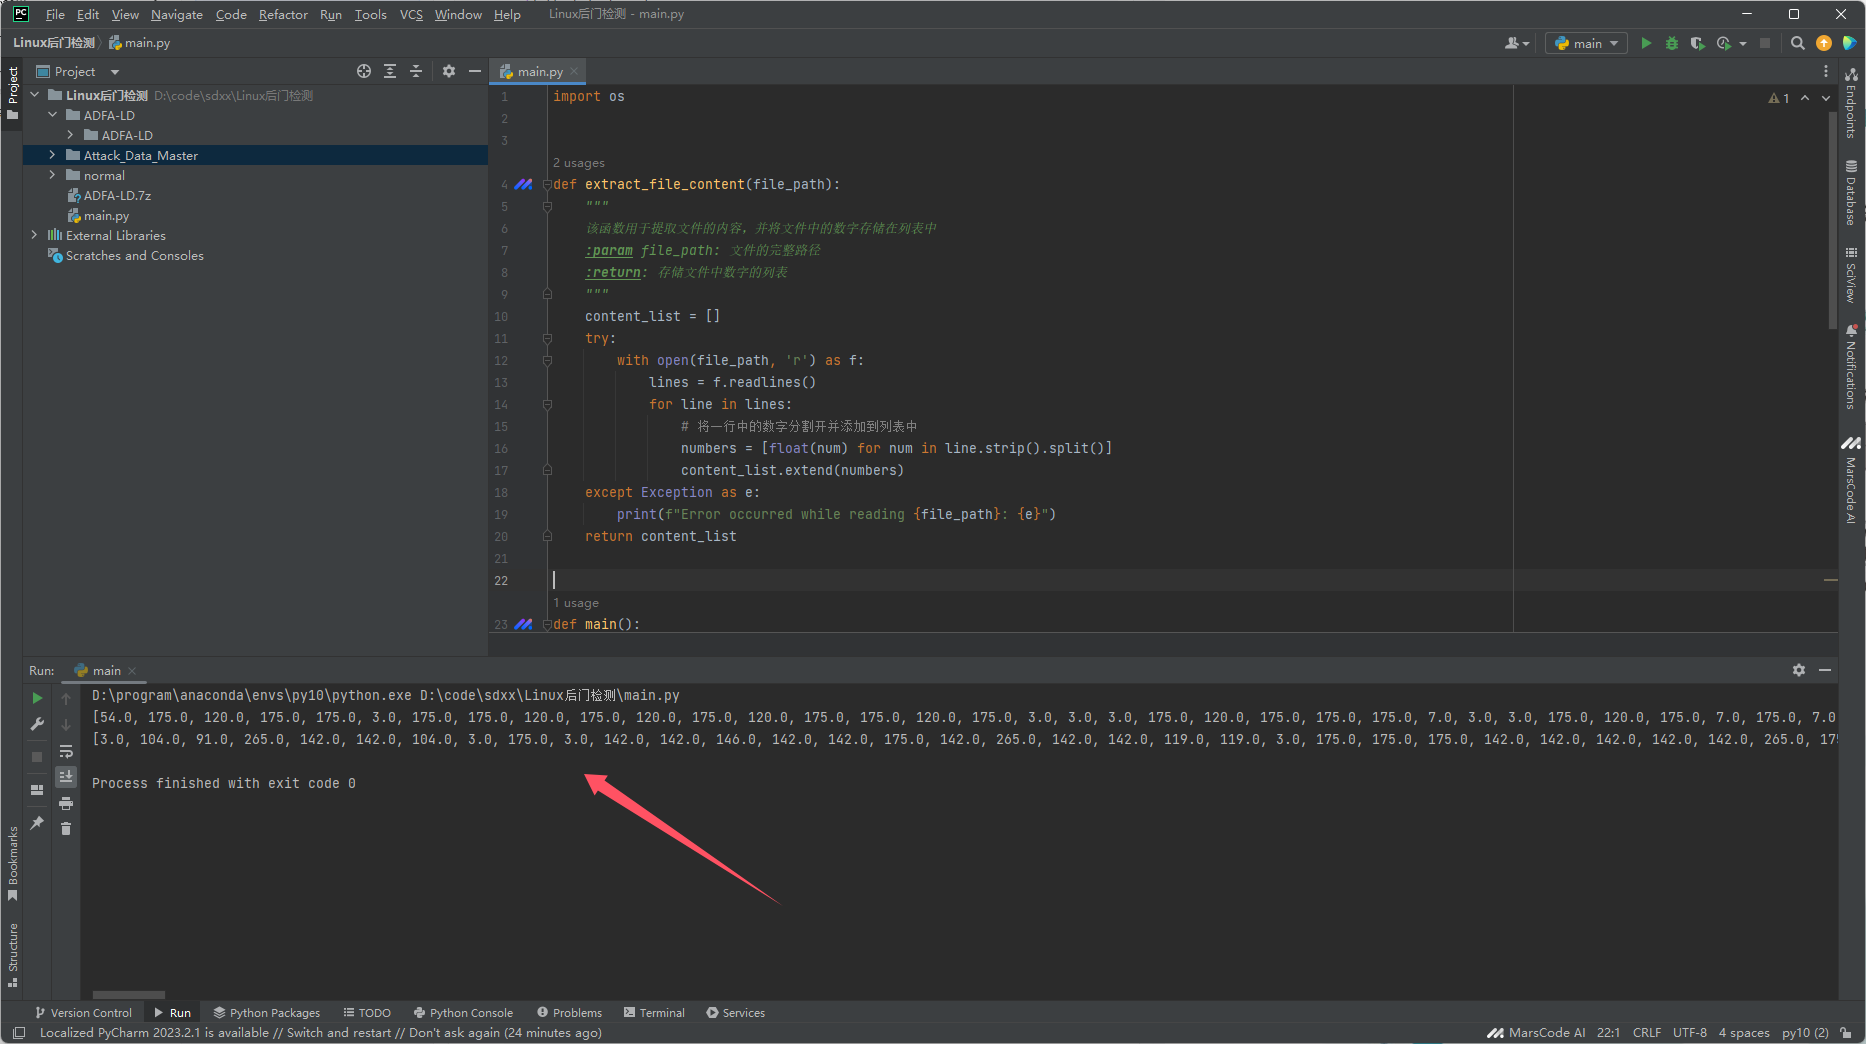 File Edit View Navigate Code Refactor Run Tools VCS Window Help Linux后门检测 - main.py
Linux后门检测 main.py
main
Project
main.py
Linux后门检测 D:\code\sdxx\Linux后门检测
ADFA-LD
ADFA-LD
Attack_Data_Master
normal
ADFA-LD.7z
main.py
External Libraries
Scratches and Consoles
Project
Bookmarks
Structure
1 import os
1
2
3
2 usages
4 def extract_file_content(file_path):
5 """
6 该函数用于提取文件的内容，并将文件中的数字存储在列表中
7 :param file_path: 文件的完整路径
8 :return: 存储文件中数字的列表
9 """
10 content_list = []
11 try:
12 with open(file_path, 'r') as f:
13 lines = f.readlines()
14 for line in lines:
15 # 将一行中的数字分割开并添加到列表中
16 numbers = [float(num) for num in line.strip().split()]
17 content_list.extend(numbers)
18 except Exception as e:
19 print(f"Error occurred while reading {file_path}: {e}")
20 return content_list
21
22
1 usage
23 def main():
Endpoints
Database
SciView
Notifications
MarsCode AI
Run: main
D:\program\anaconda\envs\py10\python.exe D:\code\sdxx\Linux后门检测\main.py
[54.0, 175.0, 120.0, 175.0, 175.0, 3.0, 175.0, 175.0, 120.0, 175.0, 120.0, 175.0, 120.0, 175.0, 175.0, 120.0, 175.0, 3.0, 3.0, 3.0, 175.0, 120.0, 175.0, 175.0, 175.0, 7.0, 3.0, 3.0, 175.0, 120.0, 175.0, 7.0, 175.0, 7.0
[3.0, 104.0, 91.0, 265.0, 142.0, 142.0, 104.0, 3.0, 175.0, 3.0, 142.0, 142.0, 146.0, 142.0, 142.0, 175.0, 142.0, 265.0, 142.0, 142.0, 119.0, 119.0, 3.0, 175.0, 175.0, 175.0, 142.0, 142.0, 142.0, 142.0, 142.0, 265.0, 175
Process finished with exit code 0
Version Control Run Python Packages TODO Python Console Problems Terminal Services
Localized PyCharm 2023.2.1 is available // Switch and restart // Don't ask again (24 minutes ago) MarsCode AI 22:1 CRLF UTF-8 4 spaces py10 (2)